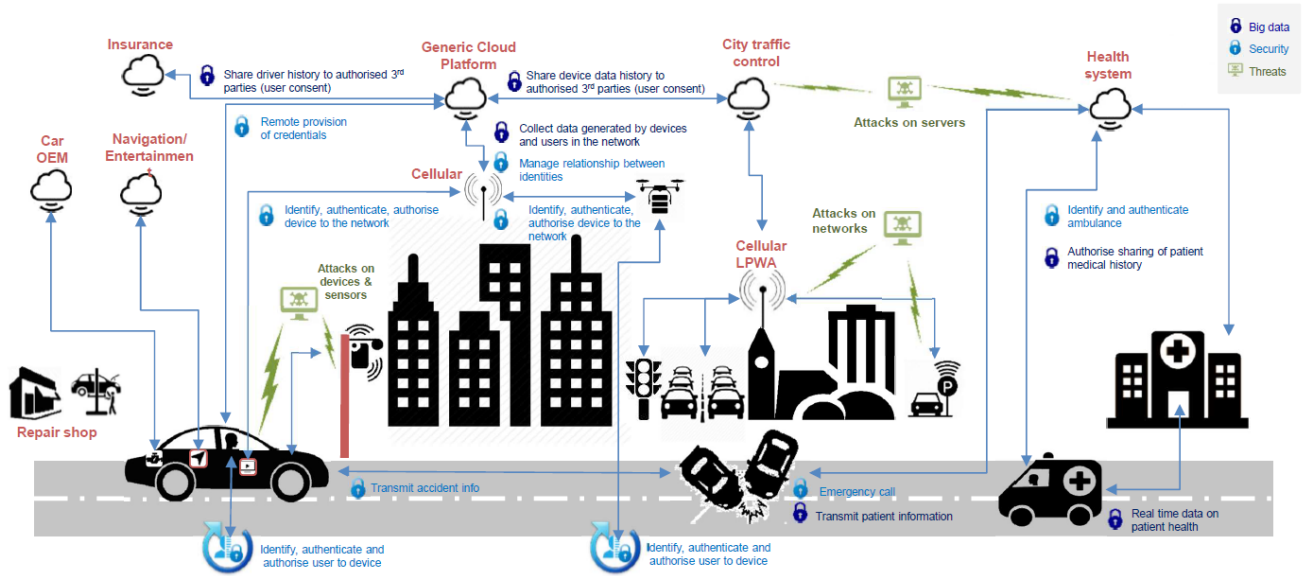 Insurance
Generic Cloud
Platform
City traffic
control
Health
system
Big data
Security
Threats
Share driver history to authorised 3rd
parties (user consent)
Share device data history to
authorised 3rd parties (user consent)
Attacks on servers
Remote provision
of credentials
Collect data generated by devices
and users in the network
Manage relationship between
identities
Car
OEM
Navigation/
Entertainmen
t
Cellular
Identify, authenticate, authorise
device to the network
Identify, authenticate,
authorise device to the
network
Attacks on
networks
Identify and authenticate
ambulance
Authorise sharing of patient
medical history
Cellular
LPWA
Attacks on
devices &
sensors
P
Repair shop
Transmit accident info
Emergency call
Transmit patient information
Real time data on
patient health
Identify, authenticate and
authorise user to device
Identify, authenticate and
authorise user to device